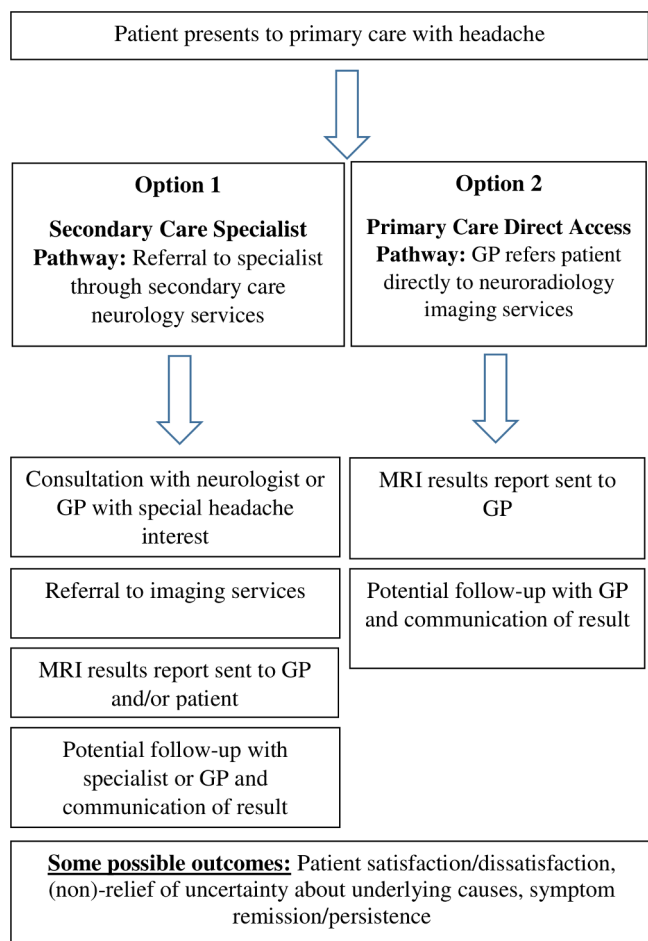 Patient presents to primary care with headache
Option 1
Secondary Care Specialist
Pathway: Referral to specialist
through secondary care
neurology services
Option 2
Primary Care Direct Access
Pathway: GP refers patient
directly to neuroradiology
imaging services
Consultation with neurologist or
GP with special headache
interest
Referral to imaging services
MRI results report sent to GP
and/or patient
Potential follow-up with
specialist or GP and
communication of result
MRI results report sent to
GP
Potential follow-up with GP
and communication of result
Some possible outcomes: Patient satisfaction/dissatisfaction,
(non)-relief of uncertainty about underlying causes, symptom
remission/persistence